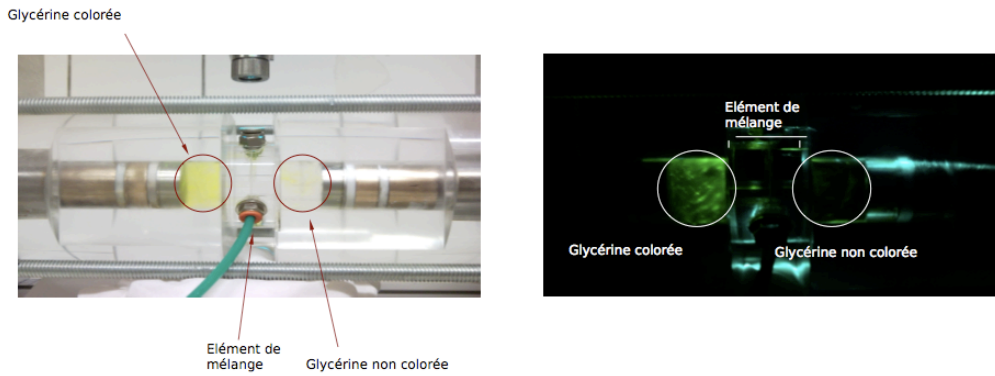 Glycérine colorée
Elément de
mélange
Glycérine non colorée
Elément de
mélange
Glycérine colorée
Glycérine non colorée